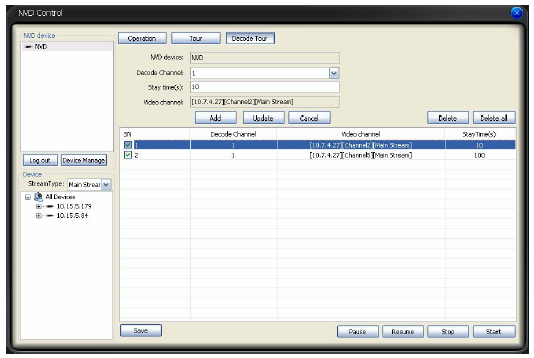 NVD Control
NVD device
NVD
Log out Device Manage
Device
StreamType: Main Strear
All Devices
10.15.5.179
10.15.5.84
Operation Tour Decode Tour
NVD device: NVD
Decode Channel: 1
Stay time(s): 10
Video channel: [10.7.4.27][Channel2][Main Stream]
Add Update Cancel Delete Delete all
SN Decode Channel Video channel StayTime(s)
1 1 [10.7.4.27][Channel2][Main Stream] 10
2 1 [10.7.4.27][Channel5][Main Stream] 100
Save Pause Resume Stop Start